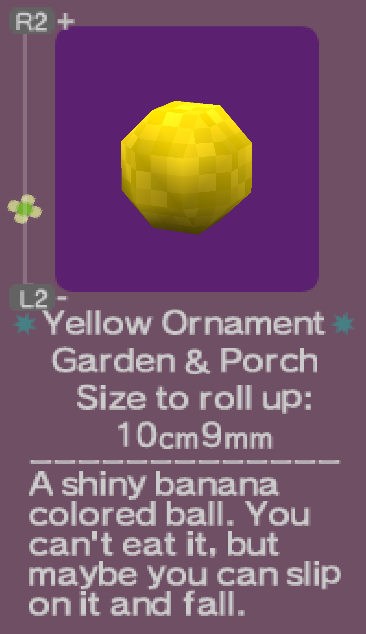 R2 +
L2 -
Yellow Ornament
Garden & Porch
Size to roll up:
10cm9mm
A shiny banana
colored ball. You
can't eat it, but
maybe you can slip
on it and fall.